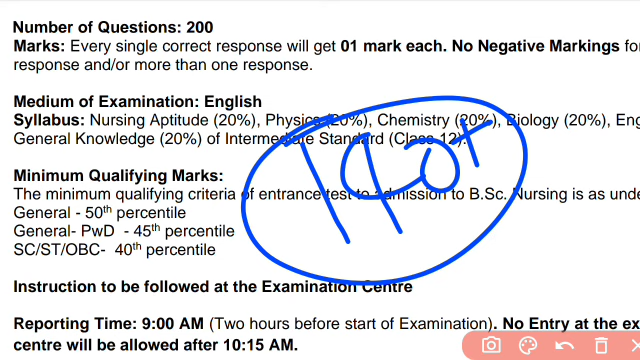 Number of Questions: 200
Marks: Every single correct response will get 01 mark each. No Negative Markings for
response and/or more than one response.
Medium of Examination: English
Syllabus: Nursing Aptitude (20%), Physics (20%), Chemistry (20%), Biology (20%), Eng
General Knowledge (20%) of Intermediate Standard (Class-12).
Minimum Qualifying Marks:
The minimum qualifying criteria of entrance test to admission to B.Sc. Nursing is as unde
General - 50th percentile
General- PwD - 45th percentile
SC/ST/OBC- 40th percentile
Instruction to be followed at the Examination Centre
Reporting Time: 9:00 AM (Two hours before start of Examination). No Entry at the ex
centre will be allowed after 10:15 AM.